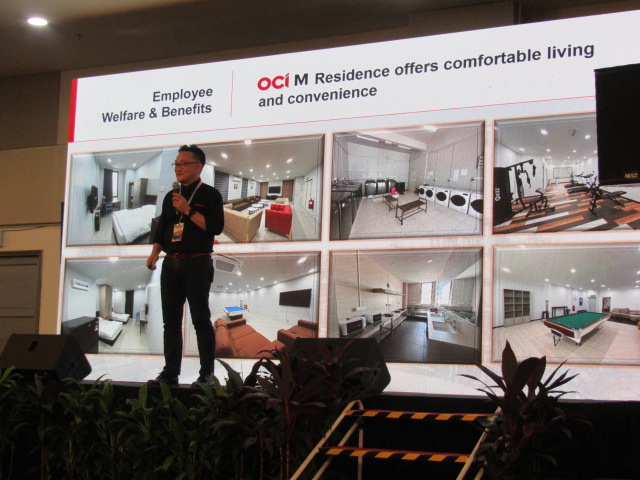 Employee
Welfare & Benefits
OCI M Residence offers comfortable living
and convenience